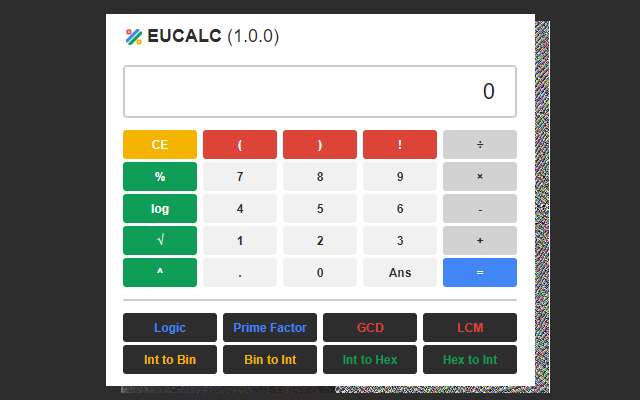 EUCALC (1.0.0)
0
CE ( ) ! ÷
% 7 8 9 ×
log 4 5 6 -
√ 1 2 3 +
^ . 0 Ans =
Logic Prime Factor GCD LCM
Int to Bin Bin to Int Int to Hex Hex to Int